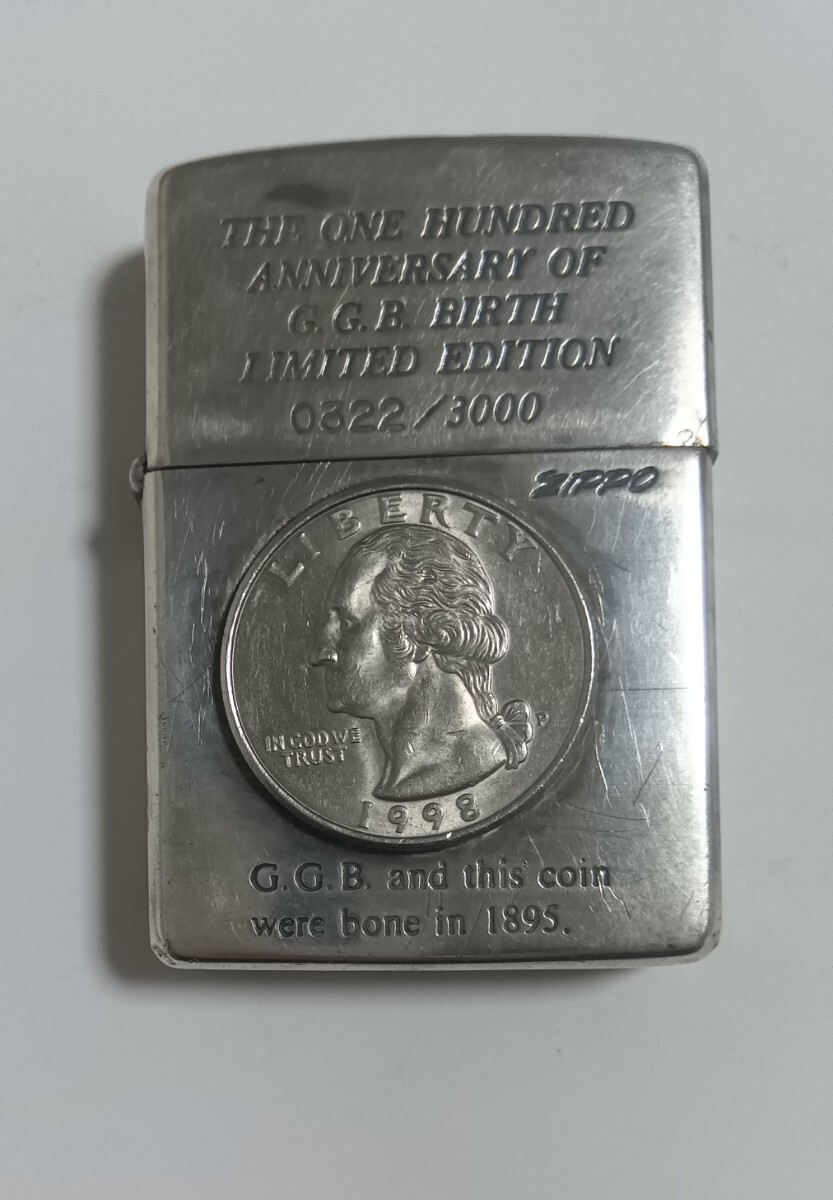 THE ONE HUNDRED
ANNIVERSARY OF
G.G.B. BIRTH
LIMITED EDITION
0322/3000
ZIPPO
LIBERTY
IN GOD WE
TRUST
P
1998
G.G.B. and this coin
were bone in 1895.